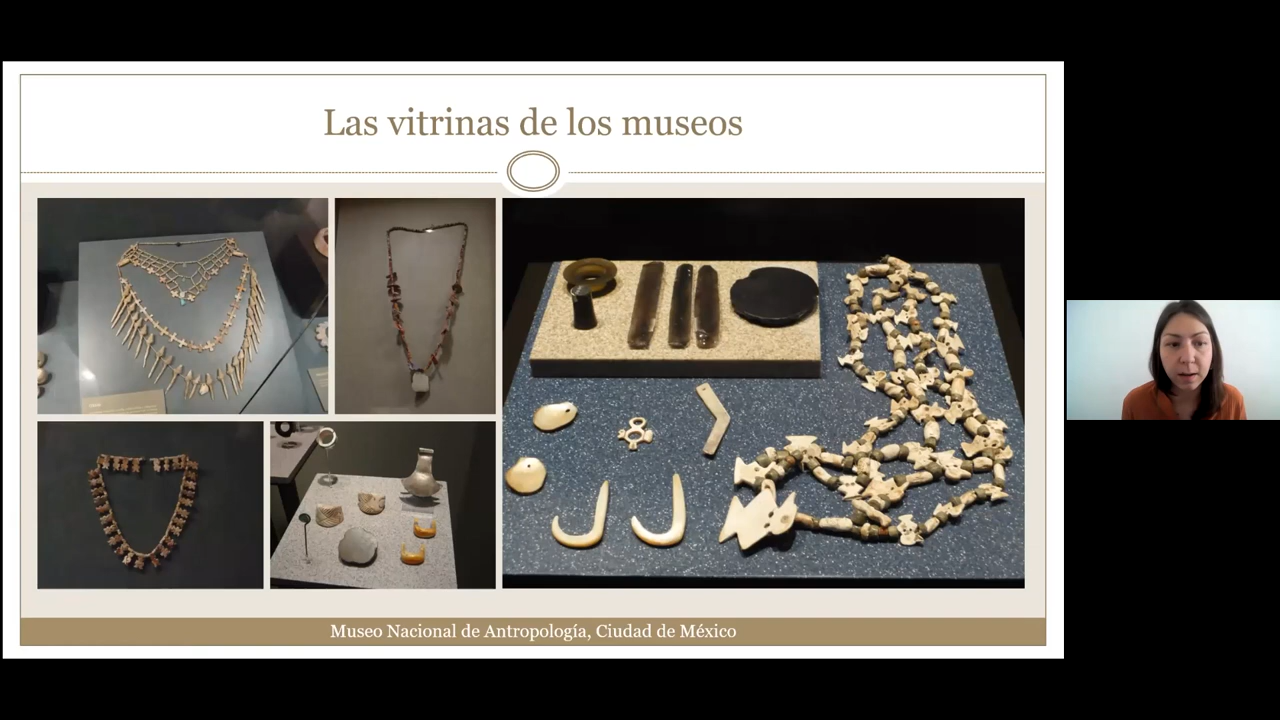 Las vitrinas de los museos
Museo Nacional de Antropología, Ciudad de México